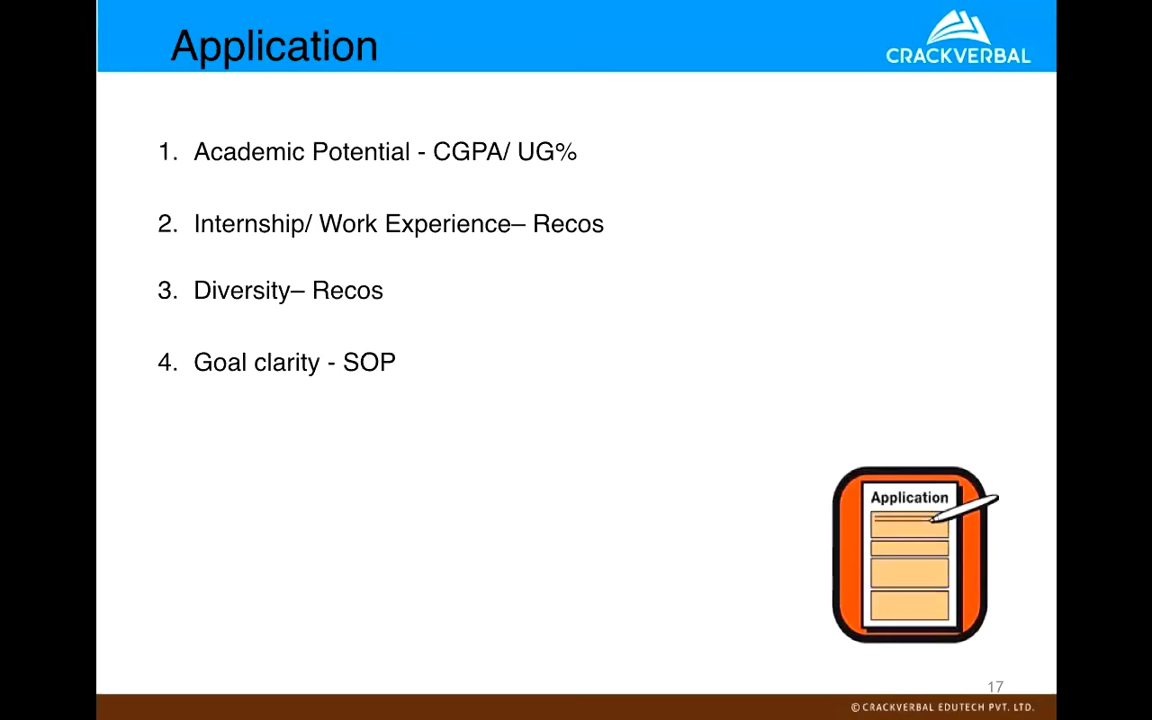 Application
CRACKVERBAL
1. Academic Potential - CGPA/ UG%
2. Internship/ Work Experience– Recos
3. Diversity– Recos
4. Goal clarity - SOP
Application
17
© CRACKVERBAL EDUTECH PVT. LTD.